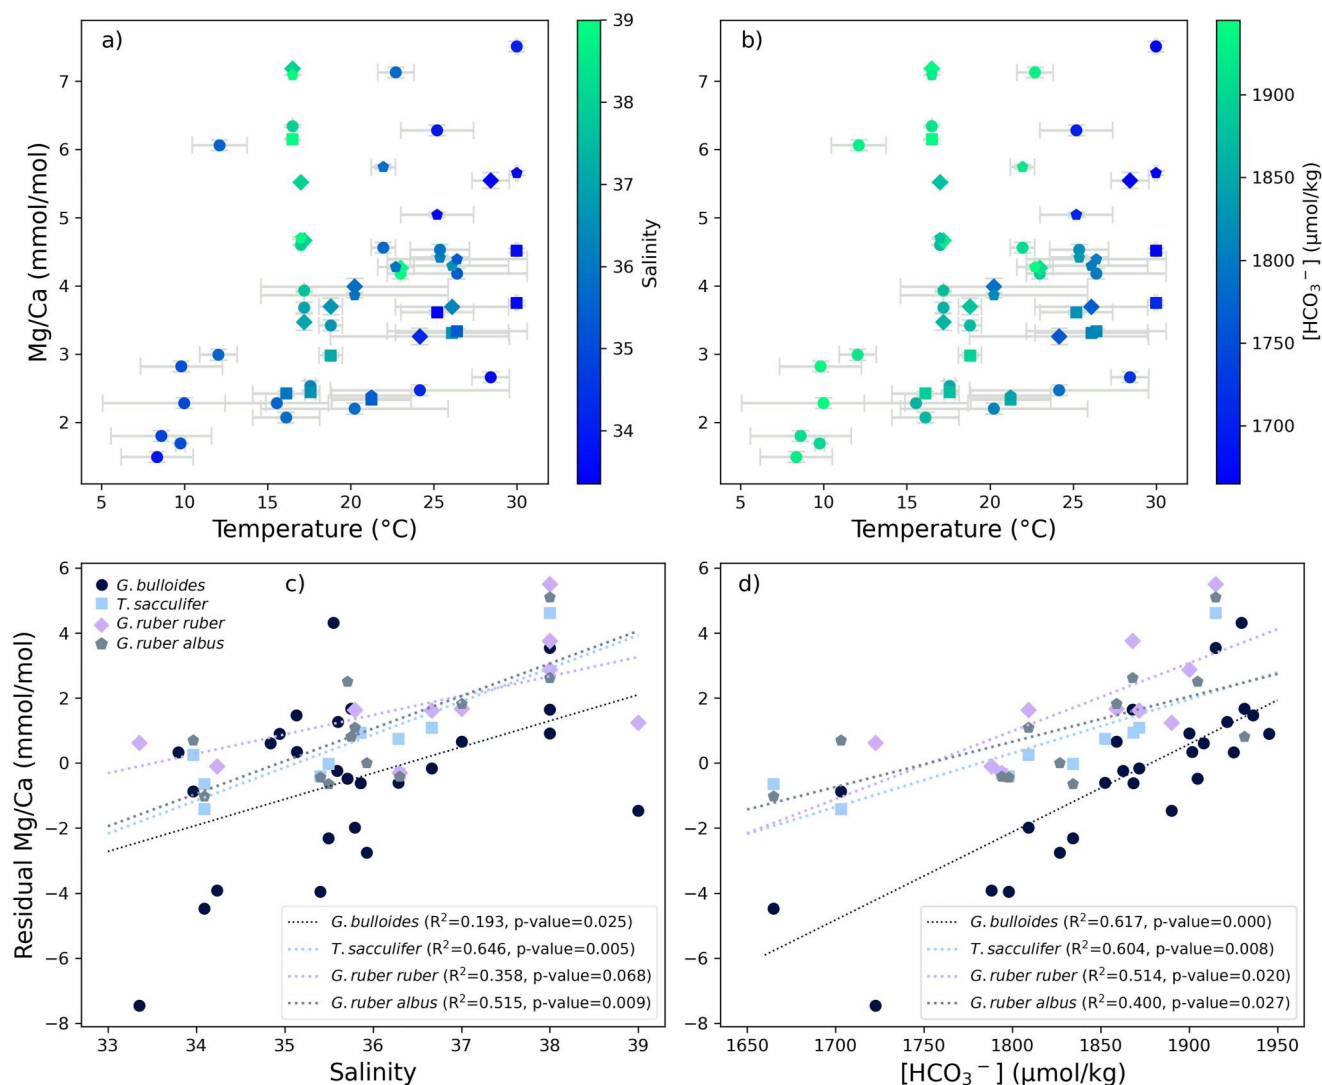 a)
7
6
5
4
3
2
Mg/Ca (mmol/mol)
5
10
15
20
25
30
Temperature (°C)
39
38
37
36
35
34
Salinity
b)
7
6
5
4
3
2
5
10
15
20
25
30
Temperature (°C)
1900
1850
1800
1750
1700
[HCO₃⁻] (μmol/kg)
c)
G. bulloides
T. sacculifer
G. ruber ruber
G. ruber albus
6
4
2
0
−2
−4
−6
−8
Residual Mg/Ca (mmol/mol)
G. bulloides (R²=0.193, p-value=0.025)
T. sacculifer (R²=0.646, p-value=0.005)
G. ruber ruber (R²=0.358, p-value=0.068)
G. ruber albus (R²=0.515, p-value=0.009)
33
34
35
36
37
38
39
Salinity
d)
6
4
2
0
−2
−4
−6
−8
G. bulloides (R²=0.617, p-value=0.000)
T. sacculifer (R²=0.604, p-value=0.008)
G. ruber ruber (R²=0.514, p-value=0.020)
G. ruber albus (R²=0.400, p-value=0.027)
1650
1700
1750
1800
1850
1900
1950
[HCO₃⁻] (μmol/kg)